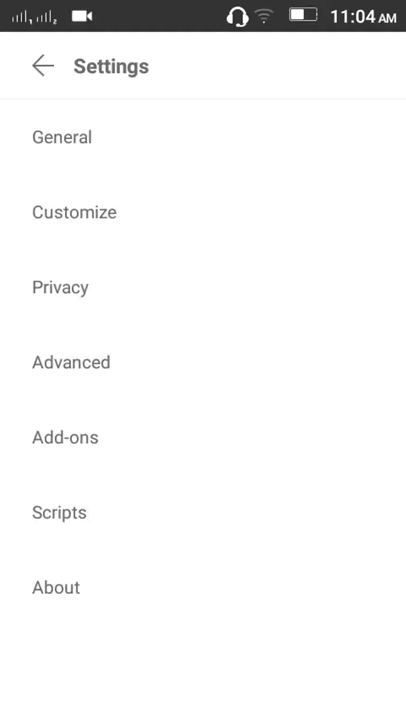 11:04 AM
Settings
General
Customize
Privacy
Advanced
Add-ons
Scripts
About